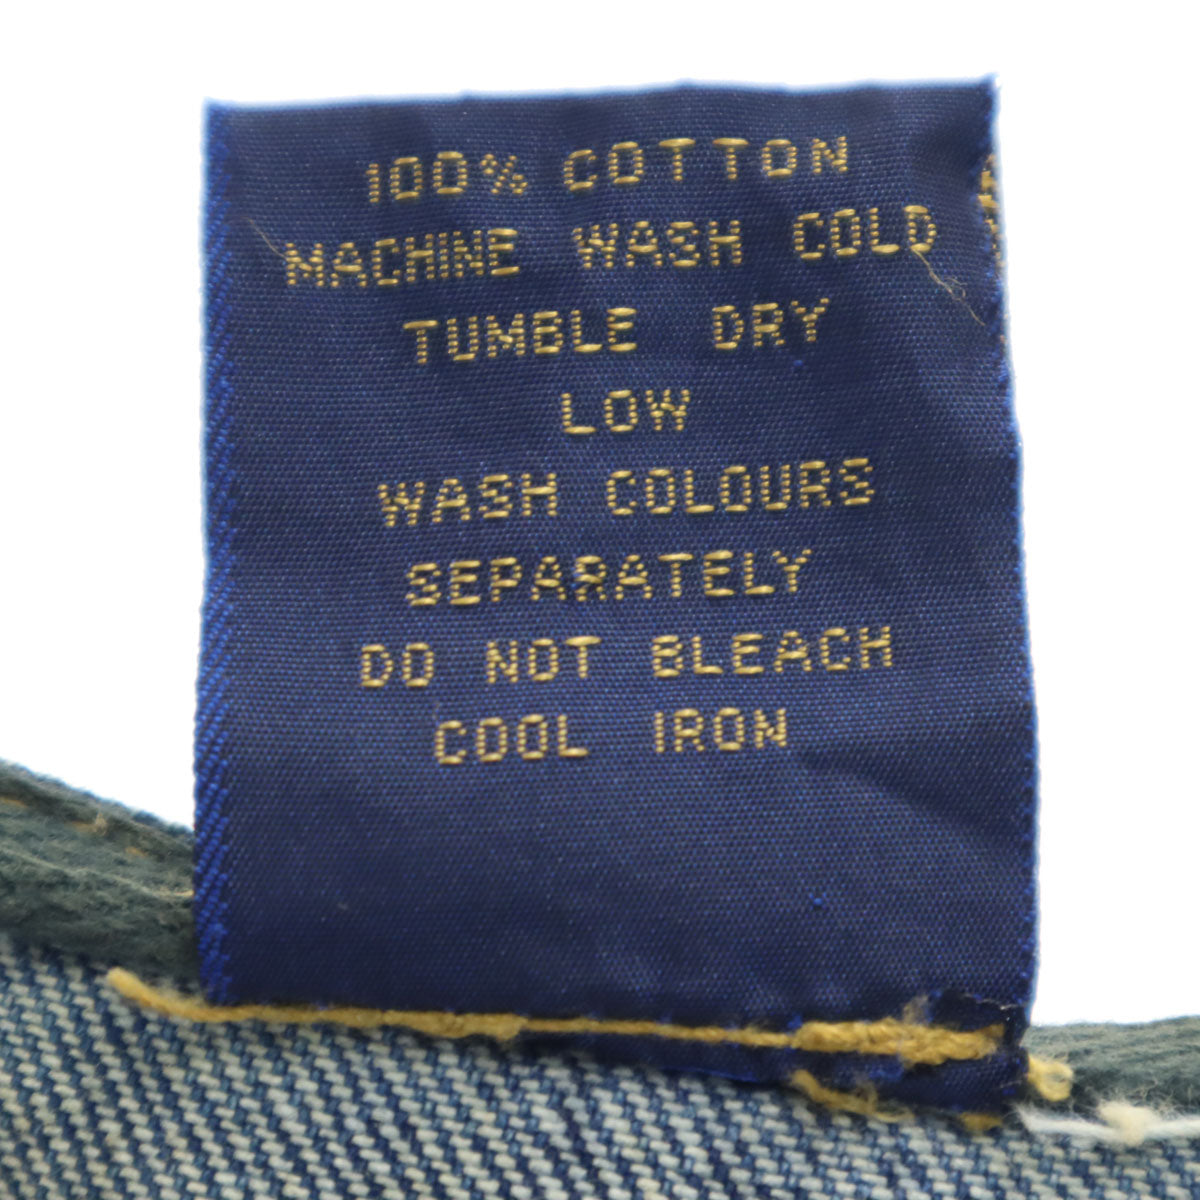 100% COTTON
MACHINE WASH COLD
TUMBLE DRY
LOW
WASH COLOURS
SEPARATELY
DO NOT BLEACH
COOL IRON